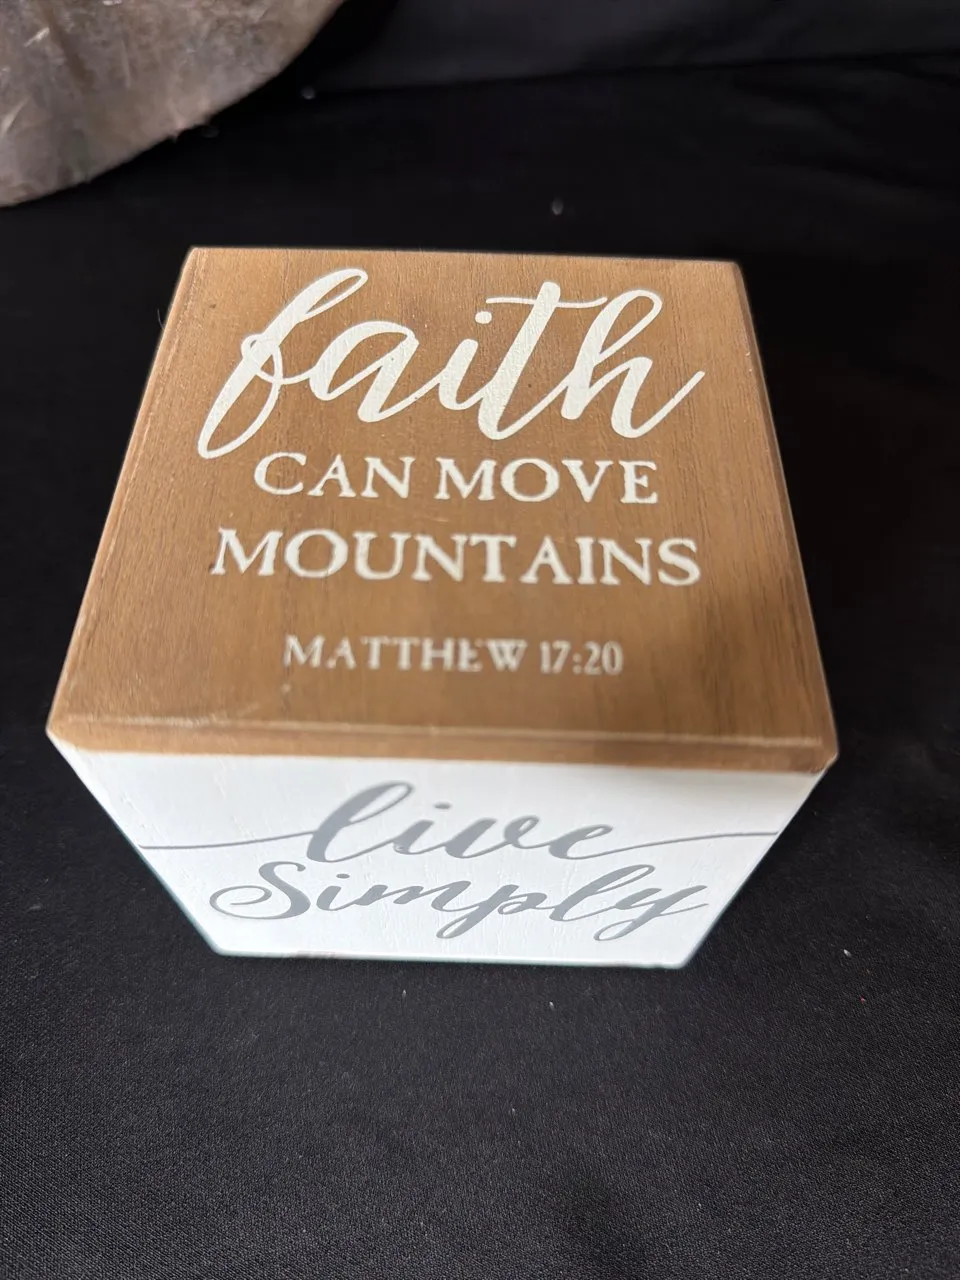 faith
CAN MOVE
MOUNTAINS
MATTHEW 17:20
live
Simply